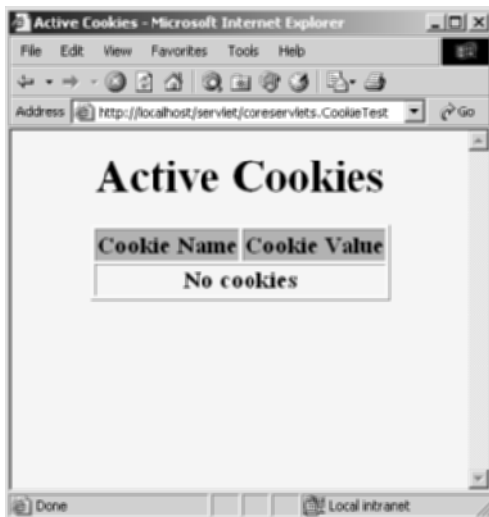 Active Cookies - Microsoft Internet Explorer
File Edit View Favorites Tools Help
Address http://localhost/servlet/coreservlets.CookieTest Go
Active Cookies
Cookie Name Cookie Value
No cookies
Done Local intranet